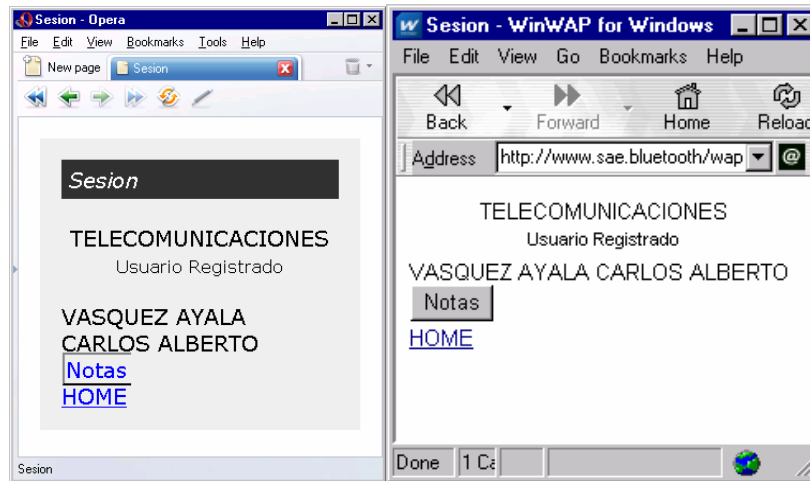 Sesion - Opera
File Edit View Bookmarks Tools Help
New page Sesion
Sesion
TELECOMUNICACIONES
Usuario Registrado
VASQUEZ AYALA
CARLOS ALBERTO
Notas
HOME
Sesion
w Sesion - WinWAP for Windows
File Edit View Go Bookmarks Help
Back Forward Home Reload
Address http://www.sae.bluetooth/wap @
TELECOMUNICACIONES
Usuario Registrado
VASQUEZ AYALA CARLOS ALBERTO
Notas
HOME
Done 1 Ca